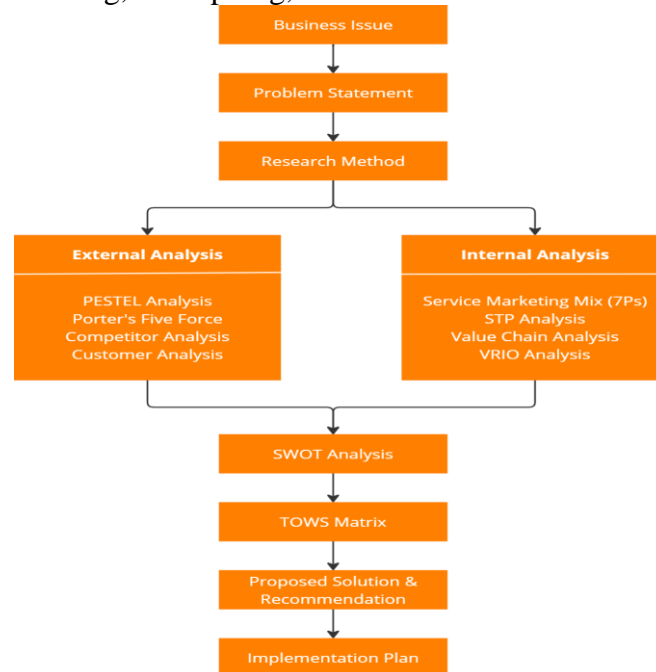 Business Issue
Problem Statement
Research Method
External Analysis
PESTEL Analysis
Porter's Five Force
Competitor Analysis
Customer Analysis
Internal Analysis
Service Marketing Mix (7Ps)
STP Analysis
Value Chain Analysis
VRIO Analysis
SWOT Analysis
TOWS Matrix
Proposed Solution &
Recommendation
Implementation Plan